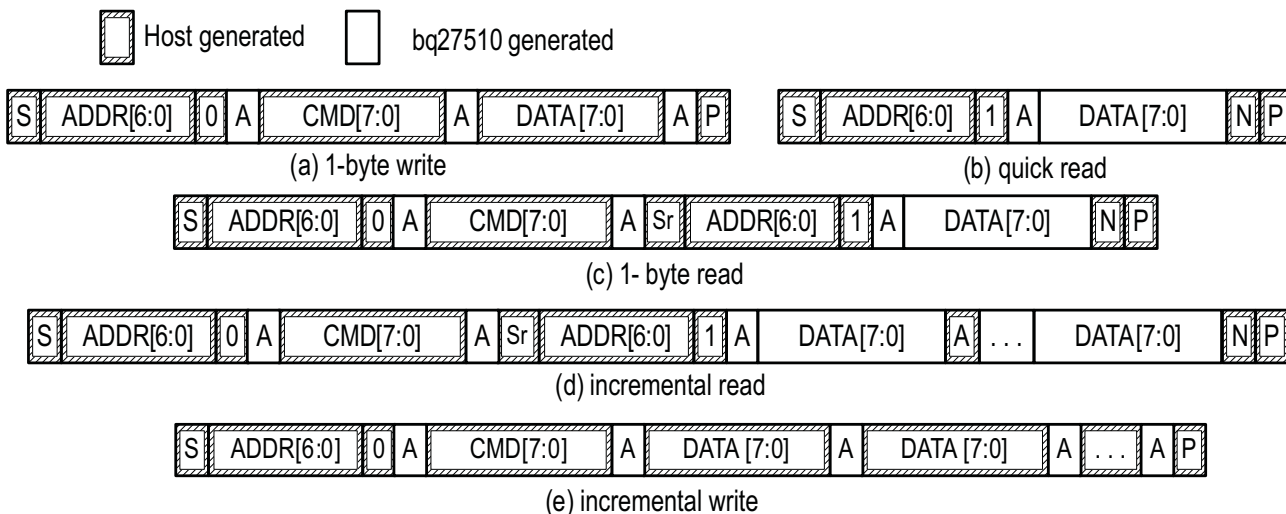 Host generated bq27510 generated
S ADDR[6:0] 0 A CMD[7:0] A DATA[7:0] A P S ADDR[6:0] 1 A DATA[7:0] N P
(a) 1-byte write (b) quick read
S ADDR[6:0] 0 A CMD[7:0] A Sr ADDR[6:0] 1 A DATA[7:0] N P
(c) 1- byte read
S ADDR[6:0] 0 A CMD[7:0] A Sr ADDR[6:0] 1 A DATA[7:0] A . . . DATA[7:0] N P
(d) incremental read
S ADDR[6:0] 0 A CMD[7:0] A DATA [7:0] A DATA [7:0] A . . . A P
(e) incremental write